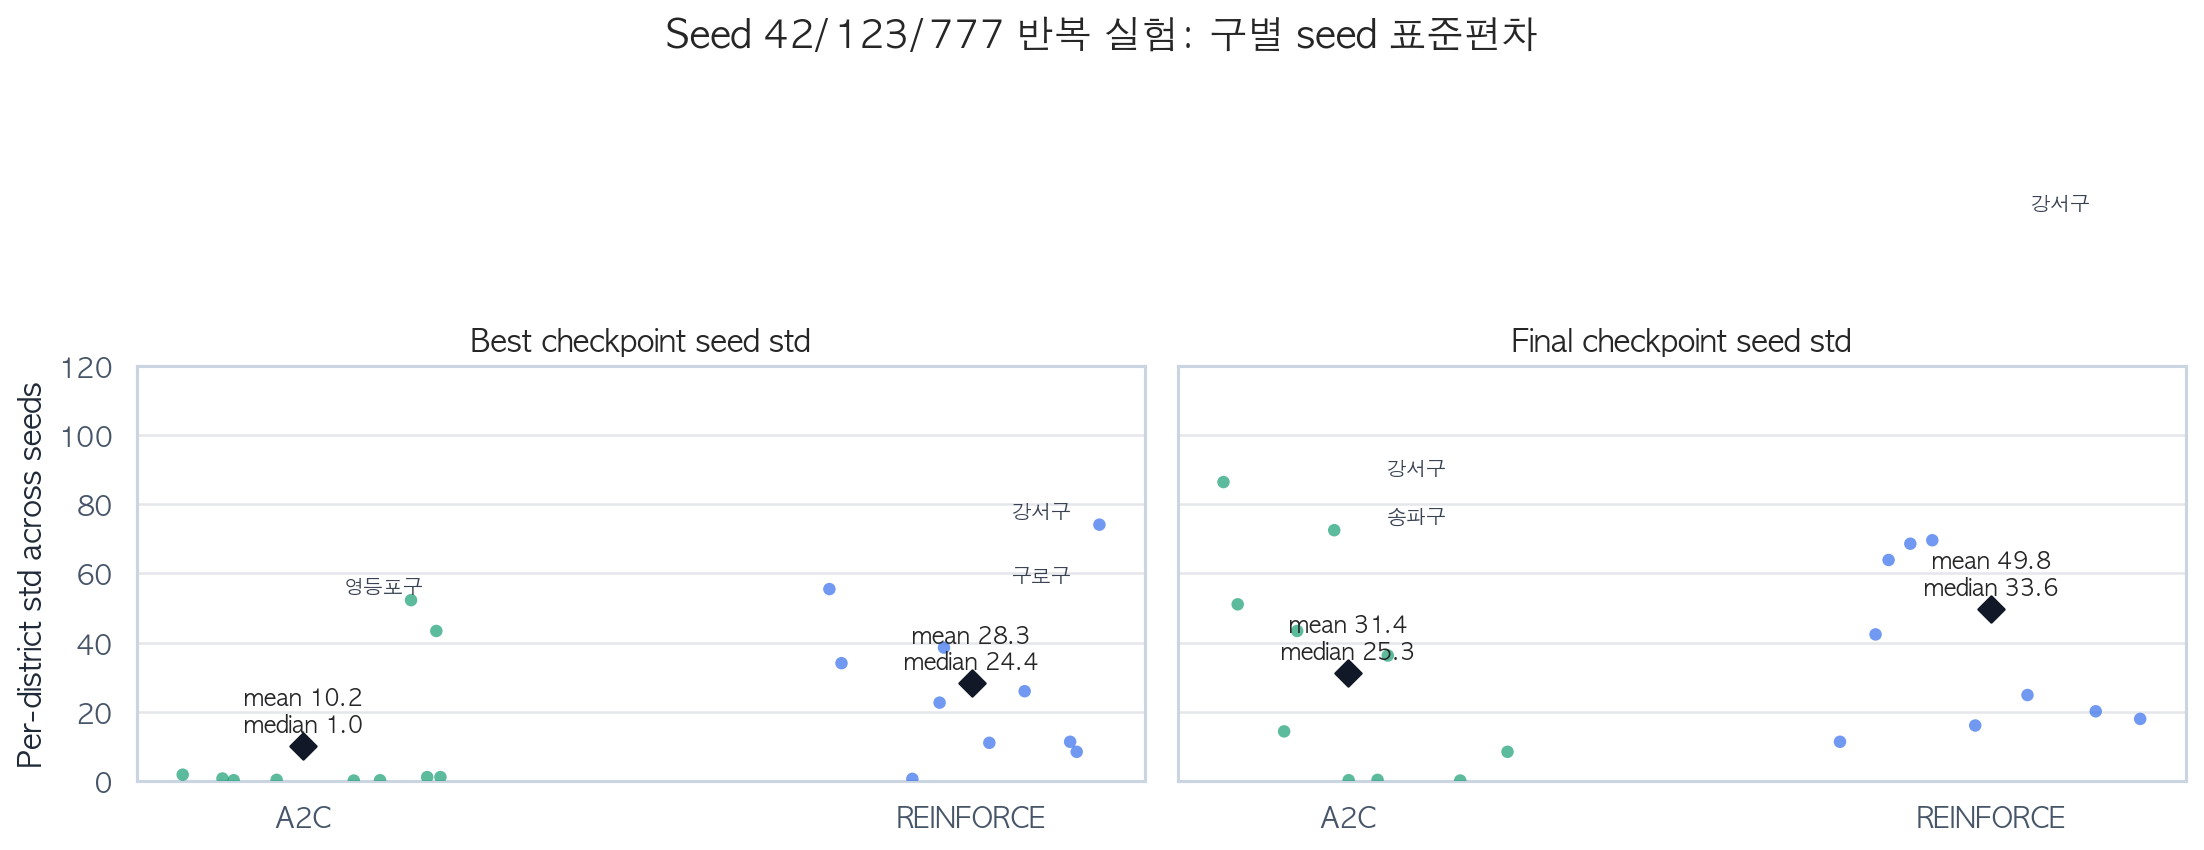 Seed 42/123/777 반복 실험: 구별 seed 표준편차
강서구
Best checkpoint seed std
Final checkpoint seed std
Per-district std across seeds
120
100
80
60
40
20
0
영등포구
mean 10.2
median 1.0
강서구
구로구
mean 28.3
median 24.4
A2C
REINFORCE
강서구
송파구
mean 31.4
median 25.3
mean 49.8
median 33.6
A2C
REINFORCE